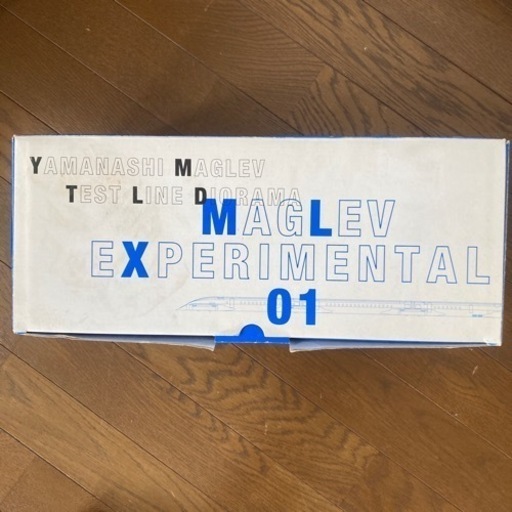 YAMANASHI MAGLEV
TEST LINE DIORAMA
MAGLEV
EXPERIMENTAL
01